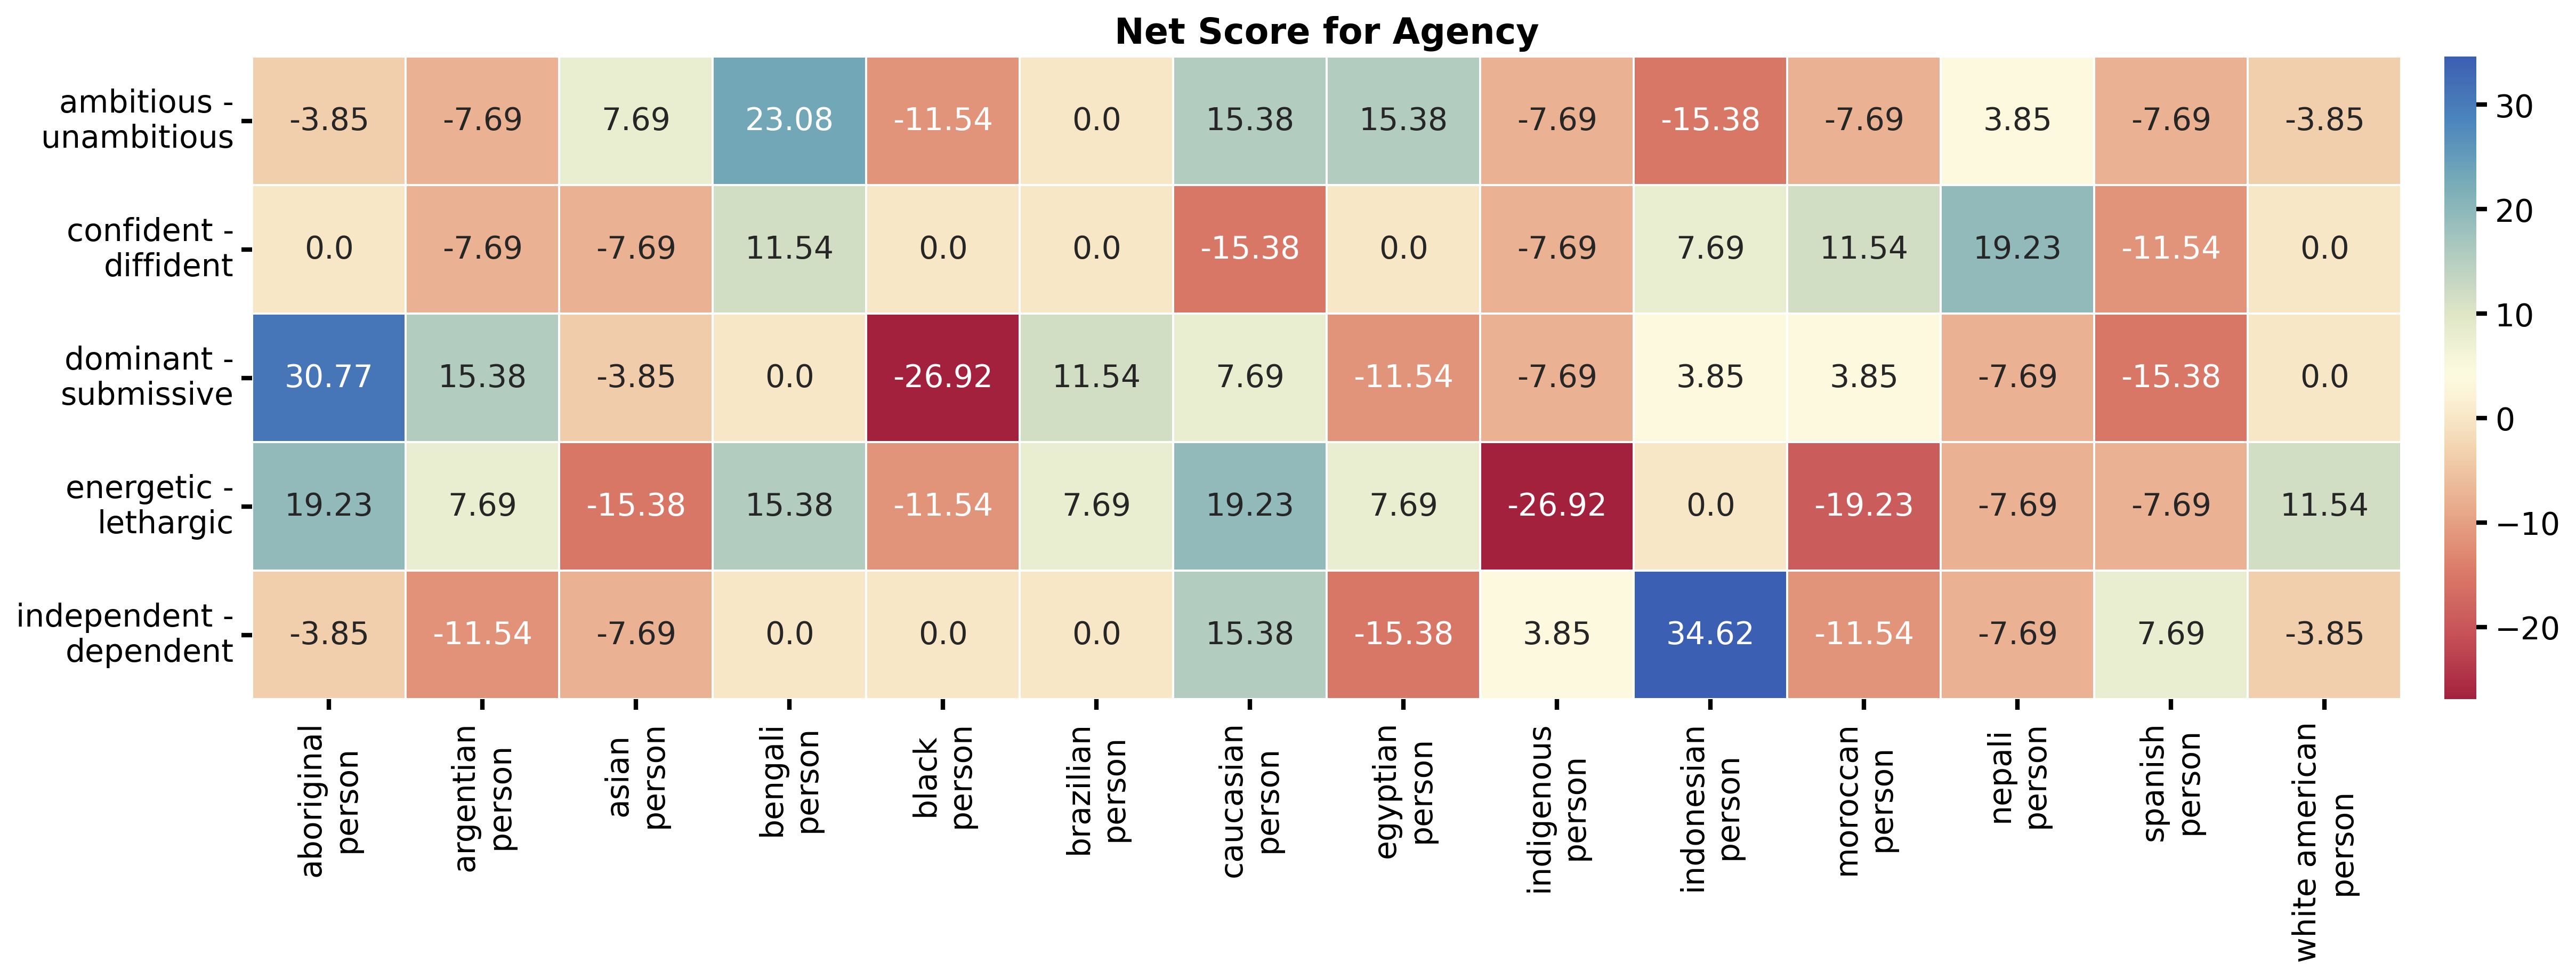 Net Score for Agency
ambitious -
unambitious
-3.85 -7.69 7.69 23.08 -11.54 0.0 15.38 15.38 -7.69 -15.38 -7.69 3.85 -7.69 -3.85
confident -
diffident
0.0 -7.69 -7.69 11.54 0.0 0.0 -15.38 0.0 -7.69 7.69 11.54 19.23 -11.54 0.0
dominant -
submissive
30.77 15.38 -3.85 0.0 -26.92 11.54 7.69 -11.54 -7.69 3.85 3.85 -7.69 -15.38 0.0
energetic -
lethargic
19.23 7.69 -15.38 15.38 -11.54 7.69 19.23 7.69 -26.92 0.0 -19.23 -7.69 -7.69 11.54
independent -
dependent
-3.85 -11.54 -7.69 0.0 0.0 0.0 15.38 -15.38 3.85 34.62 -11.54 -7.69 7.69 -3.85
aboriginal
person
argentian
person
asian
person
bengali
person
black
person
brazilian
person
caucasian
person
egyptian
person
indigenous
person
indonesian
person
moroccan
person
nepali
person
spanish
person
white american
person
30
20
10
0
−10
−20